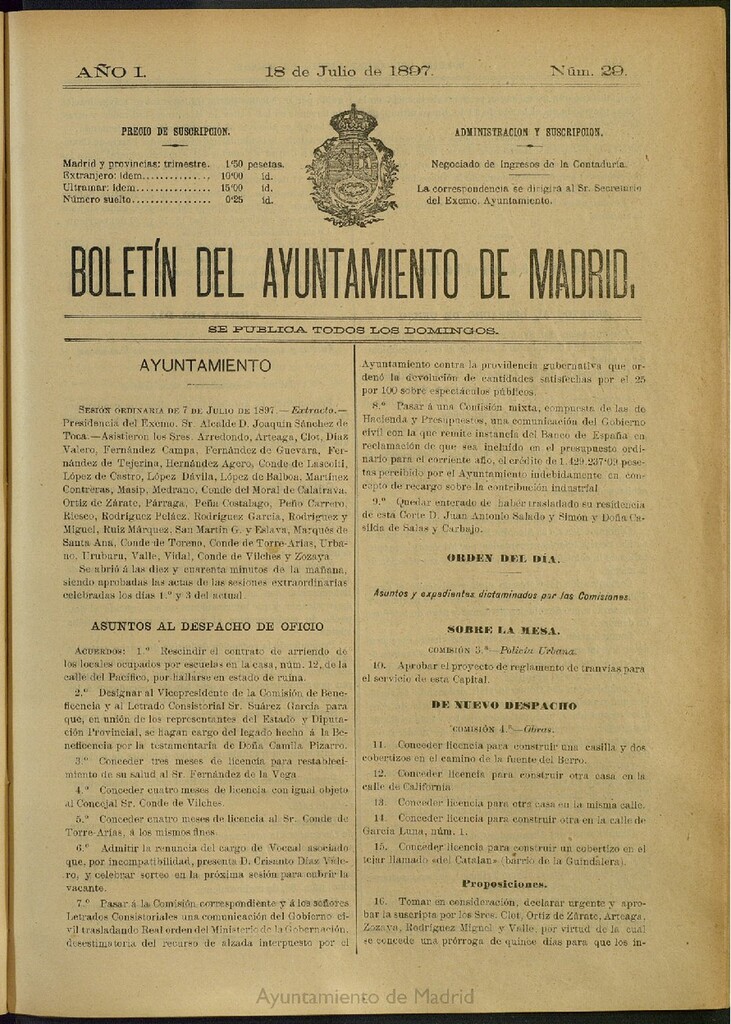 AÑO I.
18 de Julio de 1897.
Núm. 29.
PRECIO DE SUSCRIPCION.
Madrid y provincias: trimestre. 1'50 pesetas.
Extranjero: idem.............. 10'00 id.
Ultramar: idem................ 15'00 id.
Número suelto................. 0'25 id.
ADMINISTRACION Y SUSCRIPCION.
Negociado de Ingresos de la Contaduría.
La correspondencia se dirigirá al Sr. Secretario
del Excmo. Ayuntamiento.
BOLETÍN DEL AYUNTAMIENTO DE MADRID.
SE PUBLICA TODOS LOS DOMINGOS.
AYUNTAMIENTO
SESIÓN ORDINARIA DE 7 DE JULIO DE 1897.—Extracto.—
Presidencia del Excmo. Sr. Alcalde D. Joaquín Sánchez de
Toca.—Asistieron los Sres. Arredondo, Arteaga, Clot, Díaz
Valero, Fernández Campa, Fernández de Guevara, Fer-
nández de Tejerina, Hernández Agero, Conde de Lascoiti,
López de Castro, López Dávila, López de Balboa, Martínez
Contreras, Masip, Medrano, Conde del Moral de Calatrava,
Ortiz de Zárate, Párraga, Peña Costalago, Peño Carrero,
Riesco, Rodríguez Peláez, Rodríguez García, Rodríguez y
Miguel, Ruiz Márquez, San Martín G. y Eslava, Marqués de
Santa Ana, Conde de Toreno, Conde de Torre-Arias, Urba-
no, Uruburu, Valle, Vidal, Conde de Vilches y Zozaya.
Se abrió á las diez y cuarenta minutos de la mañana,
siendo aprobadas las actas de las sesiones extraordinarias
celebradas los días 1.º y 3 del actual.
ASUNTOS AL DESPACHO DE OFICIO
ACUERDOS: 1.º Rescindir el contrato de arriendo de
los locales ocupados por escuelas en la casa, núm. 12, de la
calle del Pacífico, por hallarse en estado de ruina.
2.º Designar al Vicepresidente de la Comisión de Bene-
ficencia y al Letrado Consistorial Sr. Suárez García para
que, en unión de los representantes del Estado y Diputa-
ción Provincial, se hagan cargo del legado hecho á la Be-
neficencia por la testamentaría de Doña Camila Pizarro.
3.º Conceder tres meses de licencia para restableci-
miento de su salud al Sr. Fernández de la Vega
4.º Conceder cuatro meses de licencia con igual objeto
al Concejal Sr. Conde de Vilches.
5.º Conceder cuatro meses de licencia al Sr. Conde de
Torre-Arias, á los mismos fines.
6.º Admitir la renuncia del cargo de Vocal asociado
que, por incompatibilidad, presenta D. Crisanto Díaz Vale-
ro, y celebrar sorteo en la próxima sesión para cubrir la
vacante.
7.º Pasar á la Comisión correspondiente y á los señores
Letrados Consistoriales una comunicación del Gobierno ci-
vil trasladando Real orden del Ministerio de la Gobernación,
desestimatoria del recurso de alzada interpuesto por el
Ayuntamiento contra la providencia gubernativa que or-
denó la devolución de cantidades satisfechas por el 25
por 100 sobre espectáculos públicos.
8.º Pasar á una Comisión mixta, compuesta de las de
Hacienda y Presupuestos, una comunicación del Gobierno
civil con la que remite instancia del Banco de España en
reclamación de que sea incluído en el presupuesto ordi-
nario para el corriente año, el crédito de 1.429.237'09 pese-
tas percibido por el Ayuntamiento indebidamente en con-
cepto de recargo sobre la contribución industrial
9.º Quedar enterado de haber trasladado su residencia
de esta Corte D. Juan Antonio Salado y Simón y Doña Ca-
silda de Salas y Carbajo.
ORDEN DEL DÍA.
Asuntos y expedientes dictaminados por las Comisiones.
SOBRE LA MESA.
COMISIÓN 3.ª—Policía Urbana.
10. Aprobar el proyecto de reglamento de tranvías para
el servicio de esta Capital.
DE NUEVO DESPACHO
COMISIÓN 4.ª—Obras.
11. Conceder licencia para construir una casilla y dos
cobertizos en el camino de la fuente del Berro.
12. Conceder licencia para construir otra casa en la
calle de California
13. Conceder licencia para otra casa en la misma calle.
14. Conceder licencia para construir otra en la calle de
García Luna, núm. 1.
15. Conceder licencia para construir un cobertizo en el
tejar llamado «del Catalan» (barrio de la Guindalera).
Proposiciones.
16. Tomar en consideración, declarar urgente y apro-
bar la suscripta por los Sres. Clot, Ortiz de Zárate, Arteaga,
Zozaya, Rodríguez Miguel y Valle, por virtud de la cual
se concede una prórroga de quince días para que los in-
Ayuntamiento de Madrid